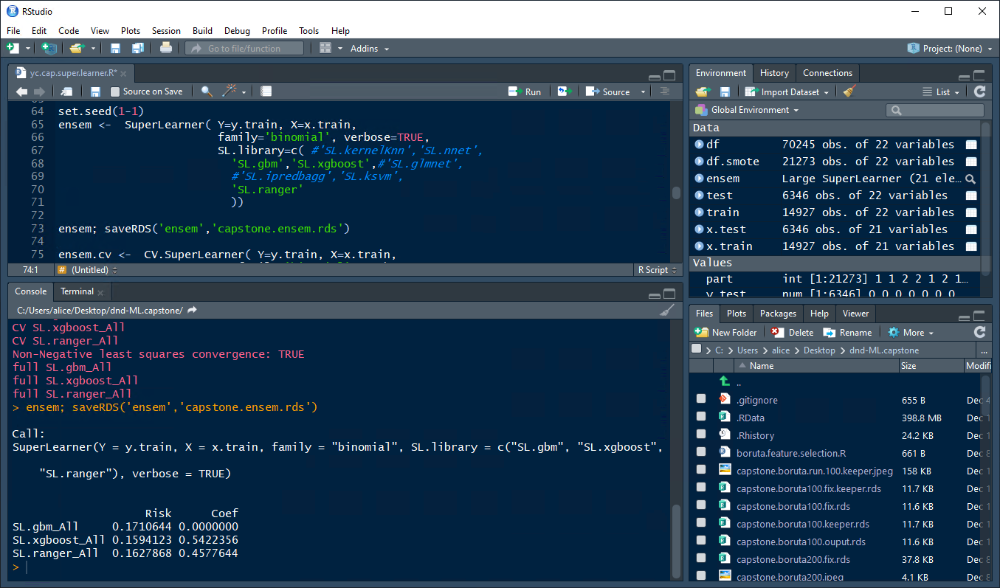 RStudio
File Edit Code View Plots Session Build Debug Profile Tools Help
Go to file/function Addins Project: (None)
yc.cap.super.learner.R*
Source on Save Run Source
64 set.seed(1-1)
65 ensem <-  SuperLearner( Y=y.train, X=x.train,
66                         family='binomial', verbose=TRUE,
67                         SL.library=c( #'SL.kernelKnn','SL.nnet',
68                           'SL.gbm','SL.xgboost',#'SL.glmnet',
69                           #'SL.ipredbagg','SL.ksvm',
70                           'SL.ranger'
71                           ))
72
73 ensem; saveRDS('ensem','capstone.ensem.rds')
74
75 ensem.cv <-  CV.SuperLearner( Y=y.train, X=x.train,
74:1 # (Untitled) R Script
Console Terminal
C:/Users/alice/Desktop/dnd-ML.capstone/
CV SL.xgboost_All
CV SL.ranger_All
Non-Negative least squares convergence: TRUE
full SL.gbm_All
full SL.xgboost_All
full SL.ranger_All
> ensem; saveRDS('ensem','capstone.ensem.rds')
Call:
SuperLearner(Y = y.train, X = x.train, family = "binomial", SL.library = c("SL.gbm", "SL.xgboost",
    "SL.ranger"), verbose = TRUE)
                    Risk      Coef
SL.gbm_All     0.1710644 0.0000000
SL.xgboost_All 0.1594123 0.5422356
SL.ranger_All  0.1627868 0.4577644
>
Environment History Connections
Import Dataset List
Global Environment
Data
df 70245 obs. of 22 variables
df.smote 21273 obs. of 22 variables
ensem Large SuperLearner (21 ele…
test 6346 obs. of 22 variables
train 14927 obs. of 22 variables
x.test 6346 obs. of 21 variables
x.train 14927 obs. of 21 variables
Values
part int [1:21273] 1 1 2 2 1 2 1…
y.test num [1:6346] 0 0 0 0 0 0 0
Files Plots Packages Help Viewer
New Folder Delete Rename More
C: > Users > alice > Desktop > dnd-ML.capstone ...
Name Size Modifi
..
.gitignore 655 B Dec 4
.RData 398.8 MB Dec 1
.Rhistory 24.2 KB Dec 1
boruta.feature.selection.R 661 B Dec 8
capstone.boruta.run.100.keeper.jpeg 158 KB Dec 1
capstone.boruta100.fix.keeper.rds 11.7 KB Dec 1
capstone.boruta100.fix.rds 11.6 KB Dec 1
capstone.boruta100.keeper.rds 11.7 KB Dec 1
capstone.boruta100.ouput.rds 11.6 KB Dec 1
capstone.boruta200.fix.rds 37.8 KB Dec 8
capstone.boruta200.jpeg 4.1 KB Dec 8